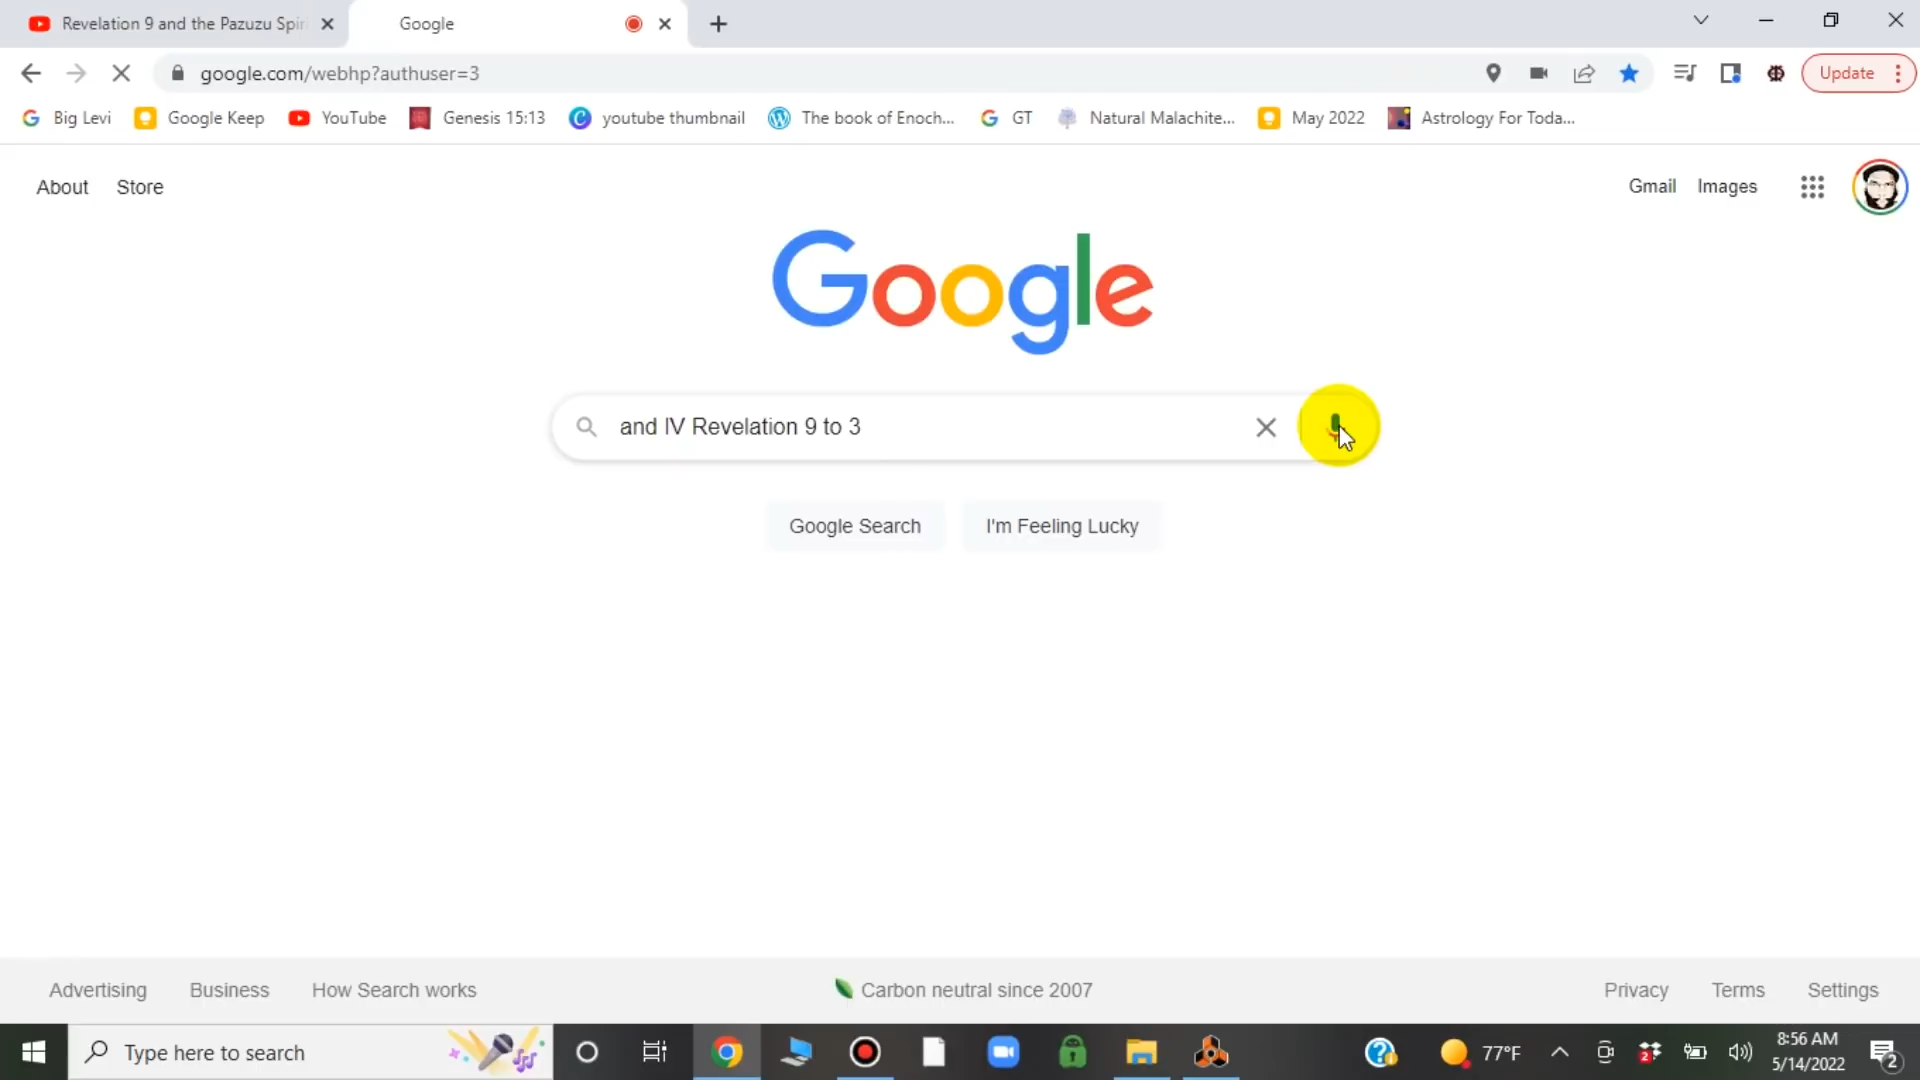 Revelation 9 and the Pazuzu Spiri
Google
google.com/webhp?authuser=3
Update
Big Levi
Google Keep
YouTube
Genesis 15:13
youtube thumbnail
The book of Enoch...
GT
Natural Malachite...
May 2022
Astrology For Toda...
About
Store
Gmail
Images
Google
and IV Revelation 9 to 3
Google Search
I'm Feeling Lucky
Advertising
Business
How Search works
Carbon neutral since 2007
Privacy
Terms
Settings
Type here to search
77°F
8:56 AM
5/14/2022
2
2